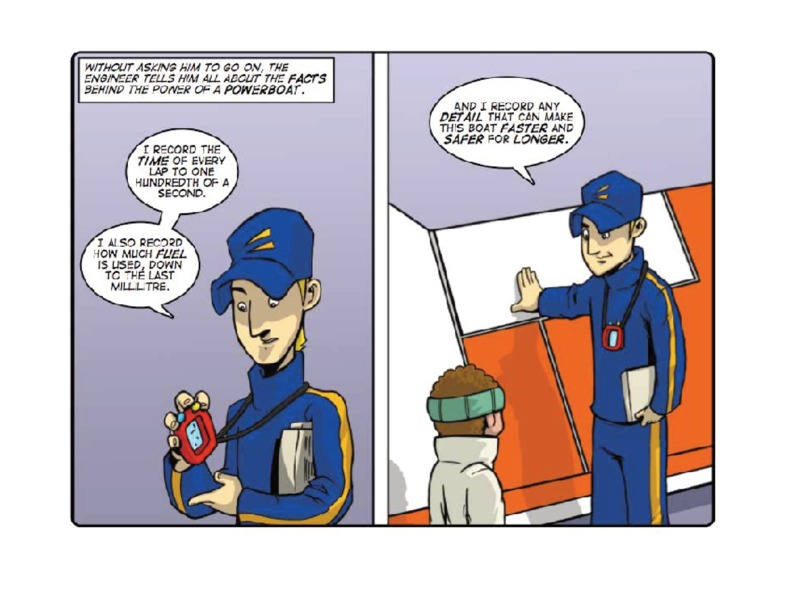 WITHOUT ASKING HIM TO GO ON, THE
ENGINEER TELLS HIM ALL ABOUT THE FACTS
BEHIND THE POWER OF A POWERBOAT.
I RECORD THE
TIME OF EVERY
LAP TO ONE
HUNDREDTH OF A
SECOND.
I ALSO RECORD
HOW MUCH FUEL
IS USED, DOWN
TO THE LAST
MILLILITRE.
AND I RECORD ANY
DETAIL THAT CAN MAKE
THIS BOAT FASTER AND
SAFER FOR LONGER.